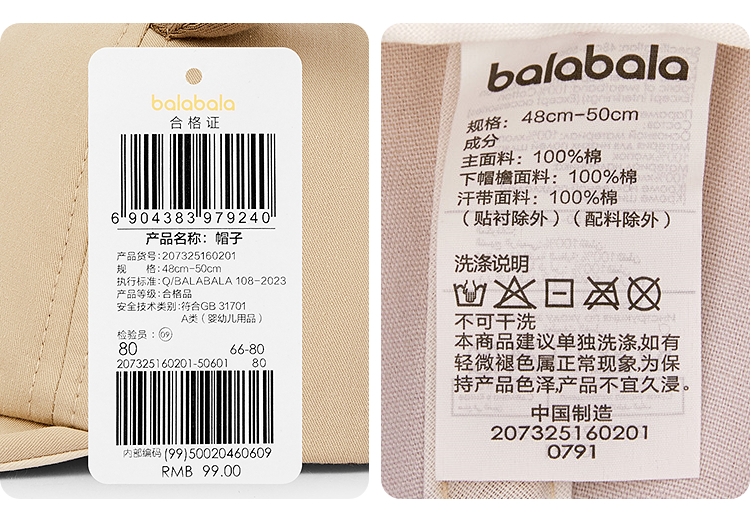 balabala
合格证
6 904383 979240
产品名称：帽子
产品货号：207325160201
规 格：48cm-50cm
执行标准：Q/BALABALA 108-2023
产品等级：合格品
安全技术类别：符合GB 31701
A类（婴幼儿用品）
检验员：09
80 66-80
207325160201-50601 80
内部编码 (99)50020460609
RMB 99.00
balabala
规格：48cm-50cm
成分
主面料：100%棉
下帽檐面料：100%棉
汗带面料：100%棉
（贴衬除外）（配料除外）
洗涤说明
不可干洗
本商品建议单独洗涤,如有
轻微褪色属正常现象,为保
持产品色泽,产品不宜久浸。
中国制造
207325160201
0791